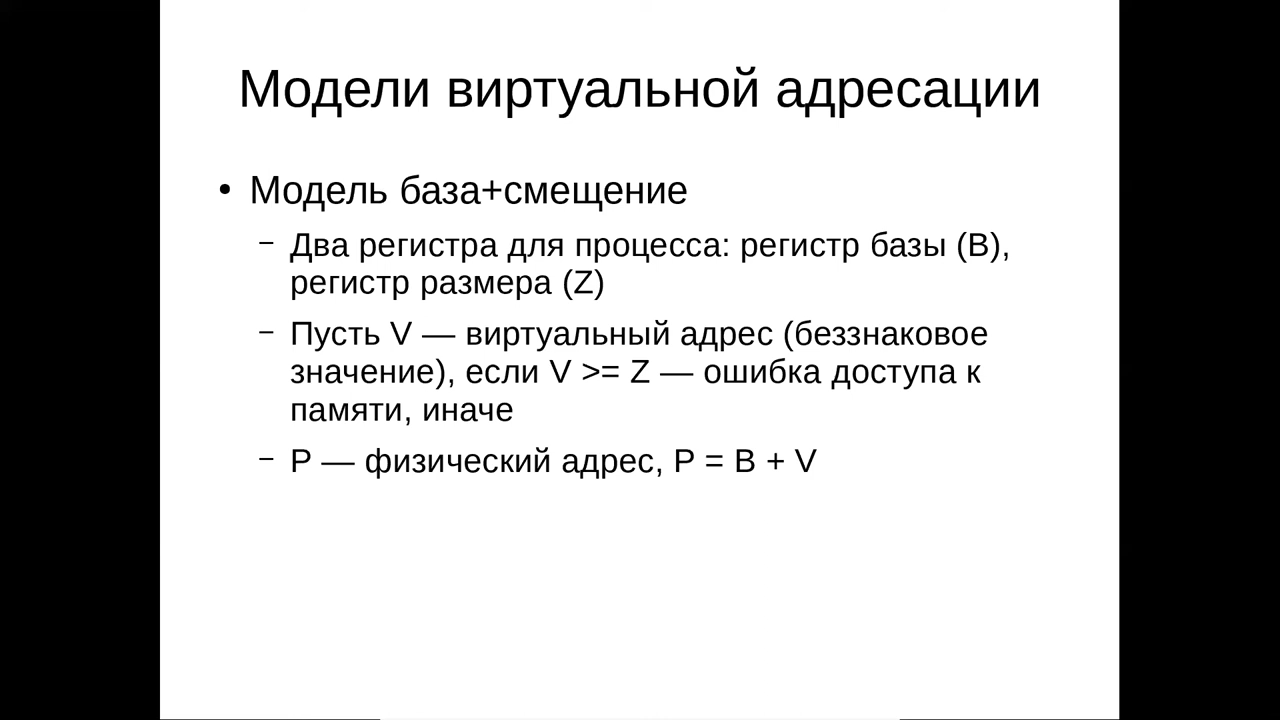 Модели виртуальной адресации
● Модель база+смещение
– Два регистра для процесса: регистр базы (B),
регистр размера (Z)
– Пусть V — виртуальный адрес (беззнаковое
значение), если V >= Z — ошибка доступа к
памяти, иначе
– P — физический адрес, P = B + V